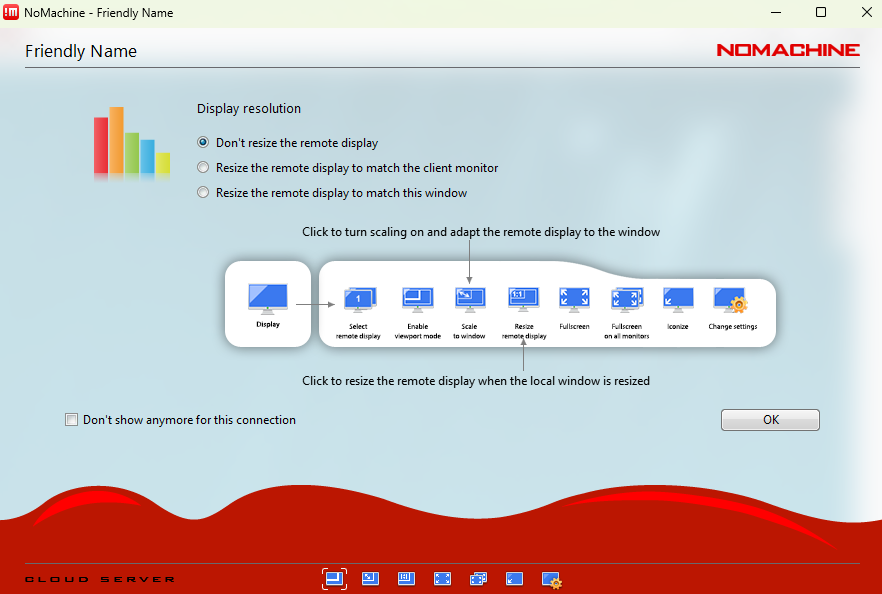 NoMachine - Friendly Name
Friendly Name
NOMACHINE
Display resolution
Don't resize the remote display
Resize the remote display to match the client monitor
Resize the remote display to match this window
Click to turn scaling on and adapt the remote display to the window
Display
1
Select
remote display
Enable
viewport mode
Scale
to window
1:1
Resize
remote display
Fullscreen
Fullscreen
on all monitors
Iconize
Change settings
Click to resize the remote display when the local window is resized
Don't show anymore for this connection
OK
CLOUD SERVER